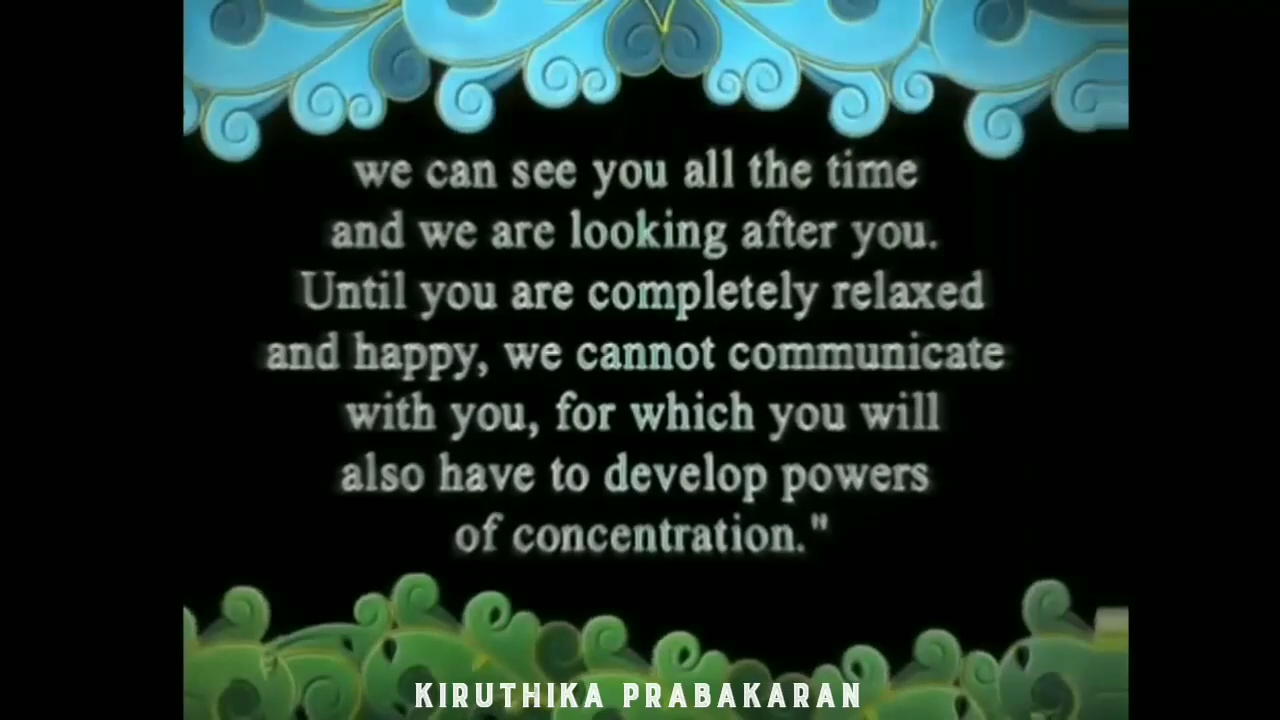 we can see you all the time
and we are looking after you.
Until you are completely relaxed
and happy, we cannot communicate
with you, for which you will
also have to develop powers
of concentration."
KIRUTHIKA PRABAKARAN